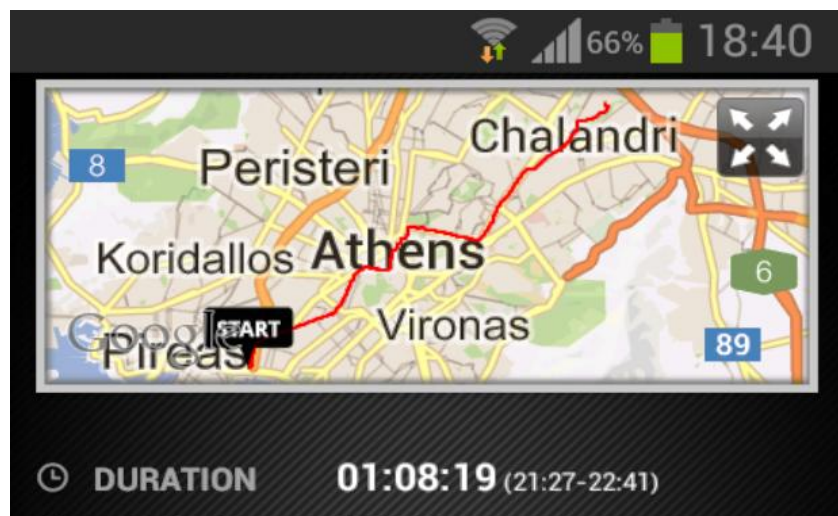 66% 18:40
Chalandri
8 Peristeri
Koridallos Athens
6
Google START Vironas
Pireas 89
DURATION 01:08:19 (21:27-22:41)